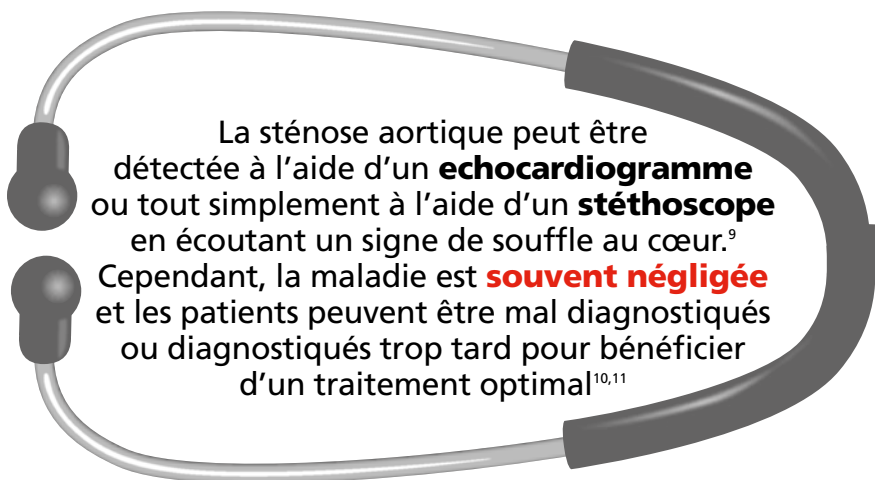 La sténose aortique peut être
détectée à l’aide d’un echocardiogramme
ou tout simplement à l’aide d’un stéthoscope
en écoutant un signe de souffle au cœur.⁹
Cependant, la maladie est souvent négligée
et les patients peuvent être mal diagnostiqués
ou diagnostiqués trop tard pour bénéficier
d’un traitement optimal¹⁰,¹¹